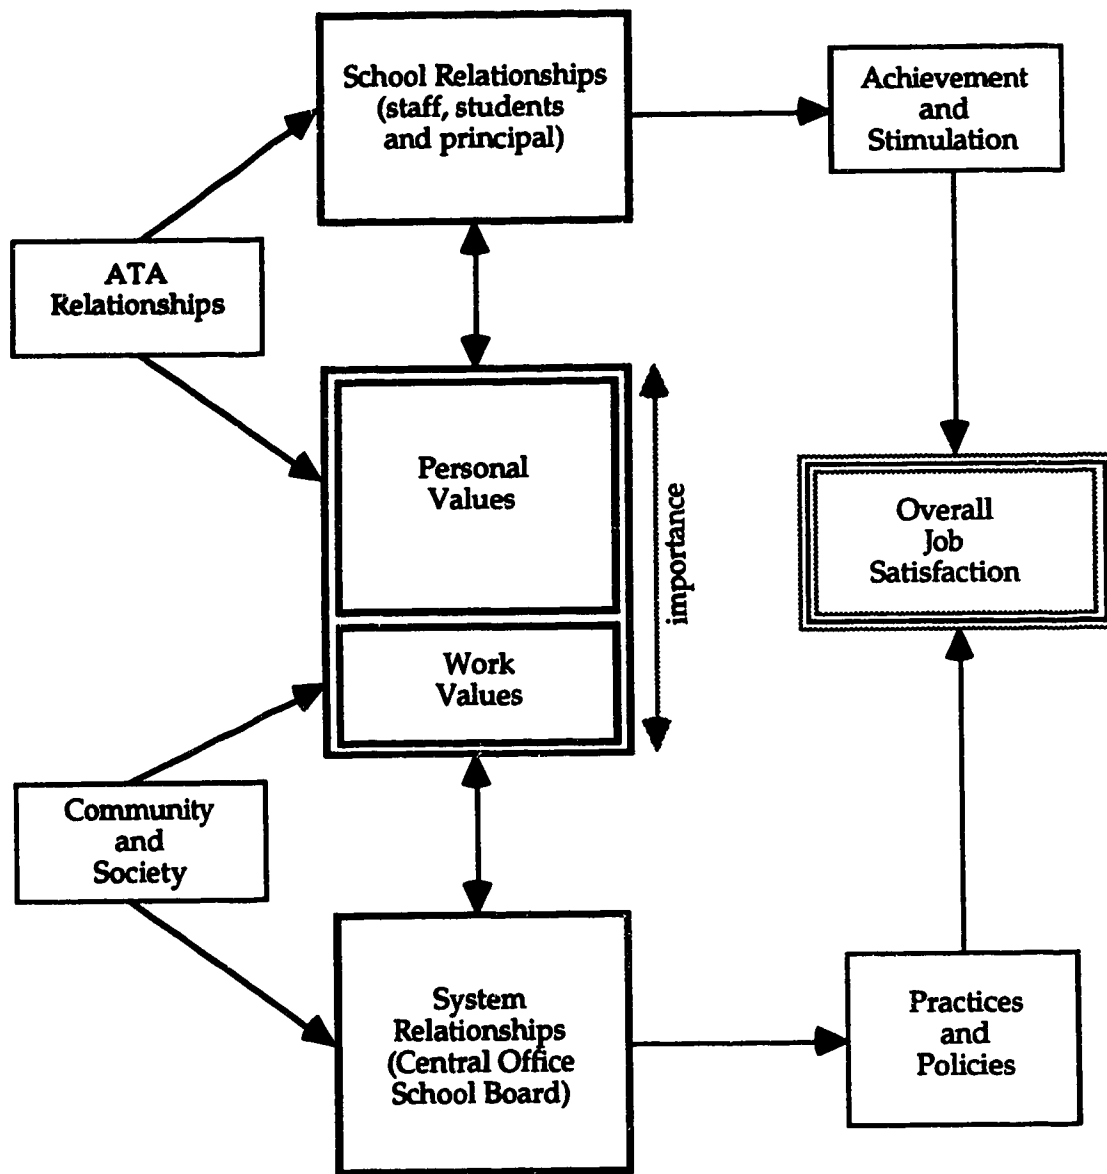 School Relationships
(staff, students
and principal)
Achievement
and
Stimulation
ATA
Relationships
Personal
Values
importance
Overall
Job
Satisfaction
Work
Values
Community
and
Society
System
Relationships
(Central Office
School Board)
Practices
and
Policies